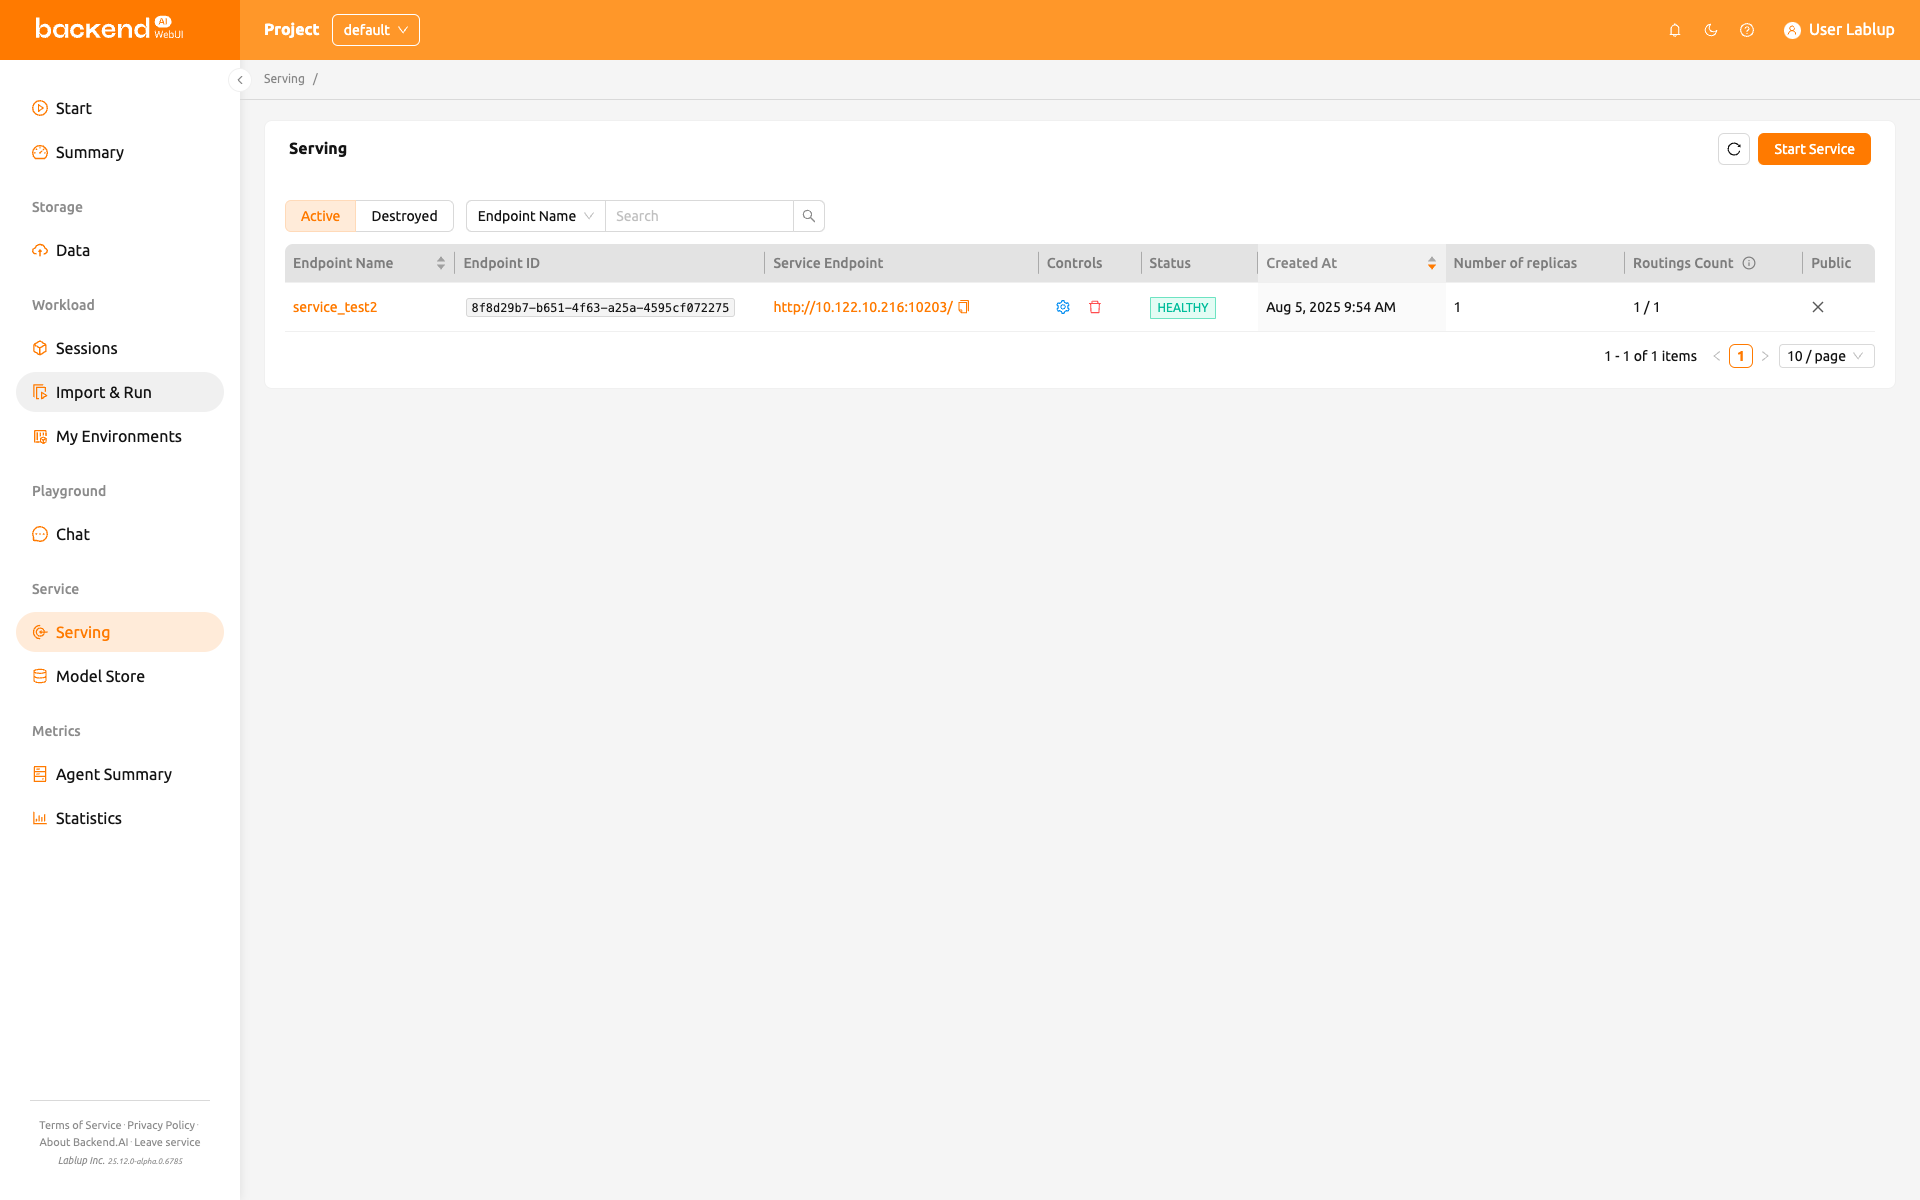 backend AI WebUI
Project default User Lablup
Serving /
Start
Summary
Storage
Data
Workload
Sessions
Import & Run
My Environments
Playground
Chat
Service
Serving
Model Store
Metrics
Agent Summary
Statistics
Terms of Service · Privacy Policy ·
About Backend.AI · Leave service
Lablup Inc. 25.12.0-alpha.0.6785
Serving
Start Service
Active Destroyed Endpoint Name Search
Endpoint Name Endpoint ID Service Endpoint Controls Status Created At Number of replicas Routings Count Public
service_test2 8f8d29b7-b651-4f63-a25a-4595cf072275 http://10.122.10.216:10203/ HEALTHY Aug 5, 2025 9:54 AM 1 1 / 1
1 - 1 of 1 items 1 10 / page